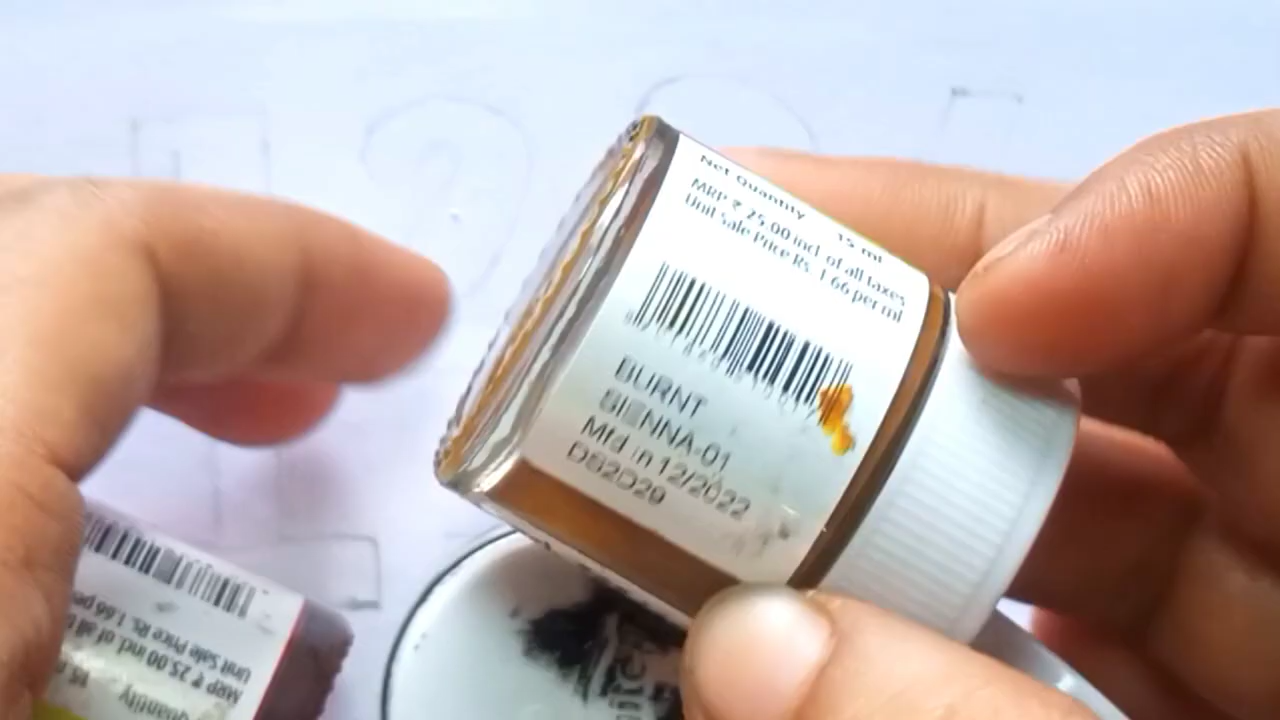 Net Quantity 15 ml
MRP ₹ 25.00 incl. of all taxes
Unit Sale Price Rs. 1.66 per ml
BURNT
SIENNA-01
Mfd in 12/2022
DB2D29
Unit Sale Price Rs. 1.66 per
MRP ₹ 25.00 incl. of all
Quantity 15